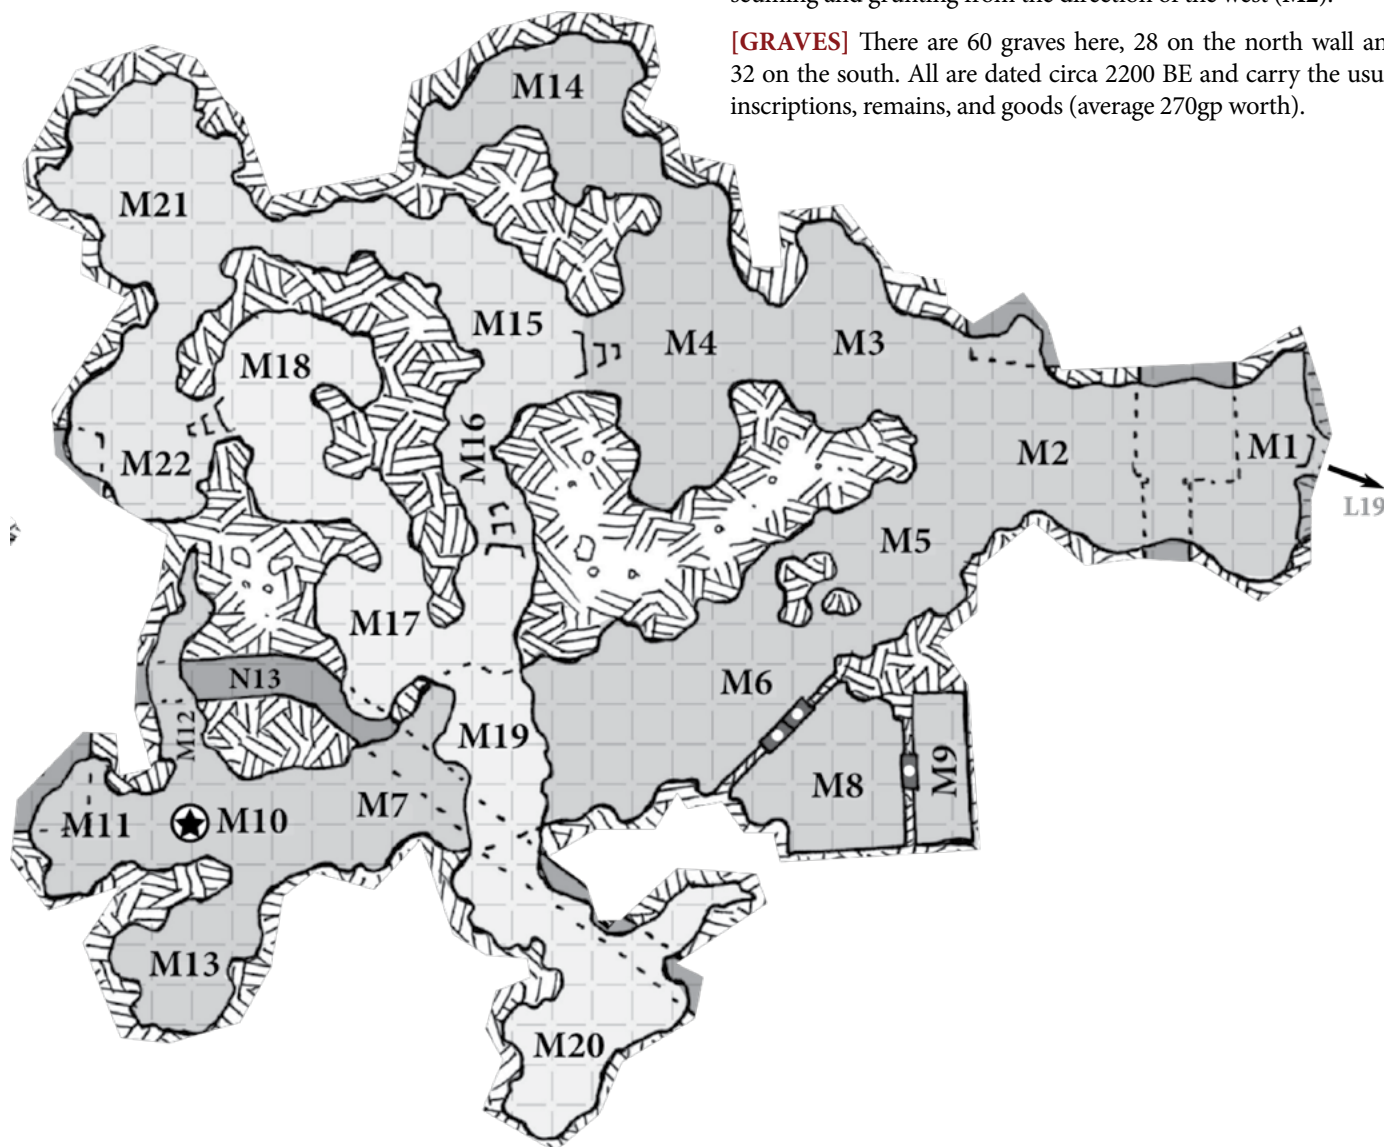 [GRAVES] There are 60 graves here, 28 on the north wall
32 on the south. All are dated circa 2200 BE and carry the
inscriptions, remains, and goods (average 270gp worth).
M14
M21
M15
M4
M3
M18
M16
M22
M2
M1
L19
M5
M17
N13
M6
M12
M19
M8
M9
M11
M10
M7
M13
M20